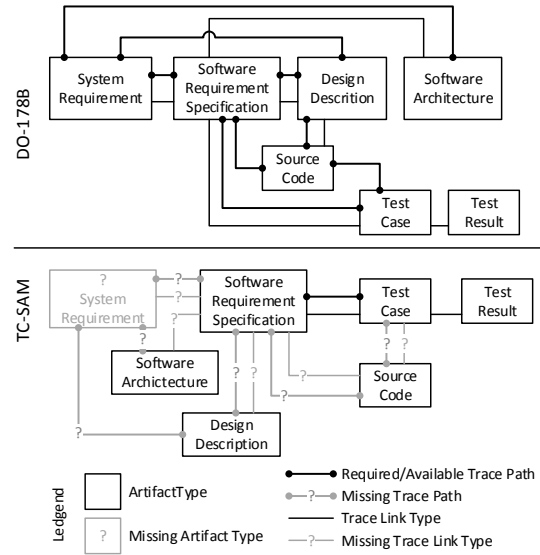 DO-178B
System
Requirement
Software
Requirement
Specification
Design
Descrition
Software
Architecture
Source
Code
Test
Case
Test
Result
TC-SAM
?
System
Requirement
?
?
?
?
Software
Requirement
Specification
Test
Case
Test
Result
Software
Archictecture
?
?
?
?
?
?
Source
Code
?
Design
Description
Ledgend
ArtifactType
? Missing Artifact Type
Required/Available Trace Path
? Missing Trace Path
Trace Link Type
? Missing Trace Link Type